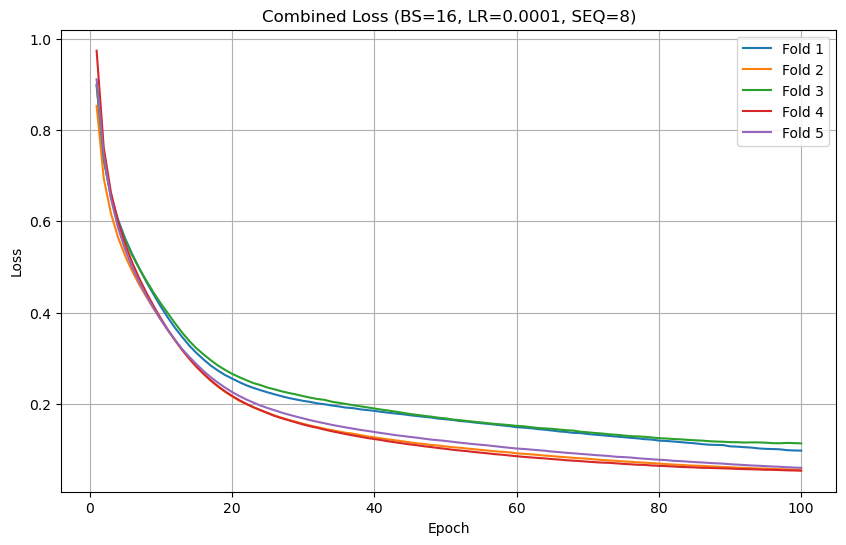 Combined Loss (BS=16, LR=0.0001, SEQ=8)
1.0
0.8
0.6
0.4
0.2
Loss
0 20 40 60 80 100
Epoch
Fold 1
Fold 2
Fold 3
Fold 4
Fold 5